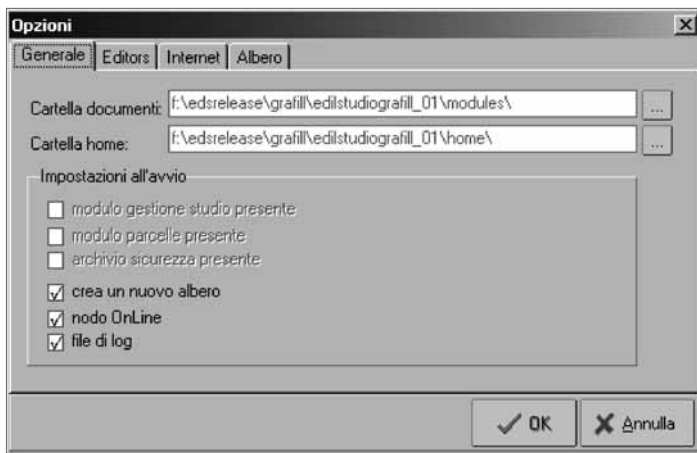 Opzioni
Generale Editors Internet Albero
Cartella documenti: f:\edsrelease\grafill\edilstudiografill_01\modules\ ...
Cartella home: f:\edsrelease\grafill\edilstudiografill_01\home\ ...
Impostazioni all'avvio
modulo gestione studio presente
modulo parcelle presente
archivio sicurezza presente
crea un nuovo albero
nodo OnLine
file di log
OK Annulla